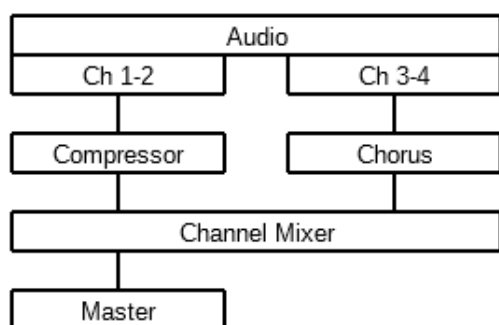 Audio
Ch 1-2
Ch 3-4
Compressor
Chorus
Channel Mixer
Master